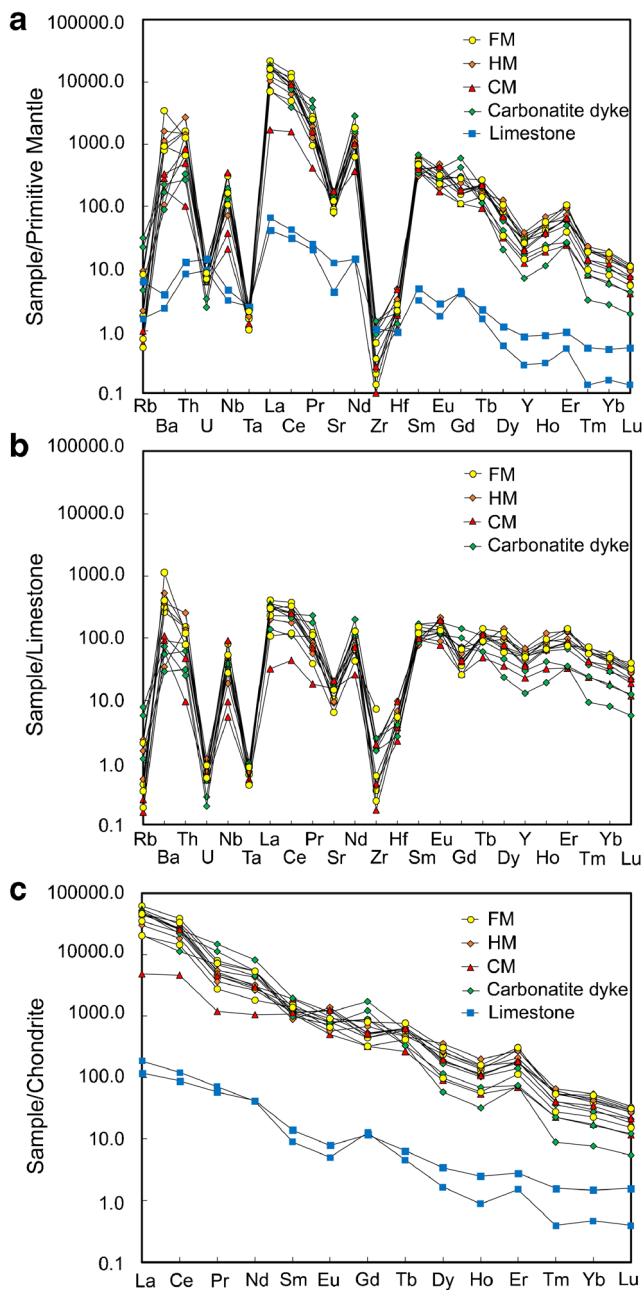 a
100000.0
10000.0
1000.0
100.0
10.0
1.0
0.1
Sample/Primitive Mantle
FM
HM
CM
Carbonatite dyke
Limestone
Rb Th Nb La Pr Nd Hf Eu Tb Y Er Yb
Ba U Ta Ce Sr Zr Sm Gd Dy Ho Tm Lu
b
100000.0
10000.0
1000.0
100.0
10.0
1.0
0.1
Sample/Limestone
FM
HM
CM
Carbonatite dyke
Rb Th Nb La Pr Nd Hf Eu Tb Y Er Yb
Ba U Ta Ce Sr Zr Sm Gd Dy Ho Tm Lu
c
100000.0
10000.0
1000.0
100.0
10.0
1.0
0.1
Sample/Chondrite
FM
HM
CM
Carbonatite dyke
Limestone
La Ce Pr Nd Sm Eu Gd Tb Dy Ho Er Tm Yb Lu